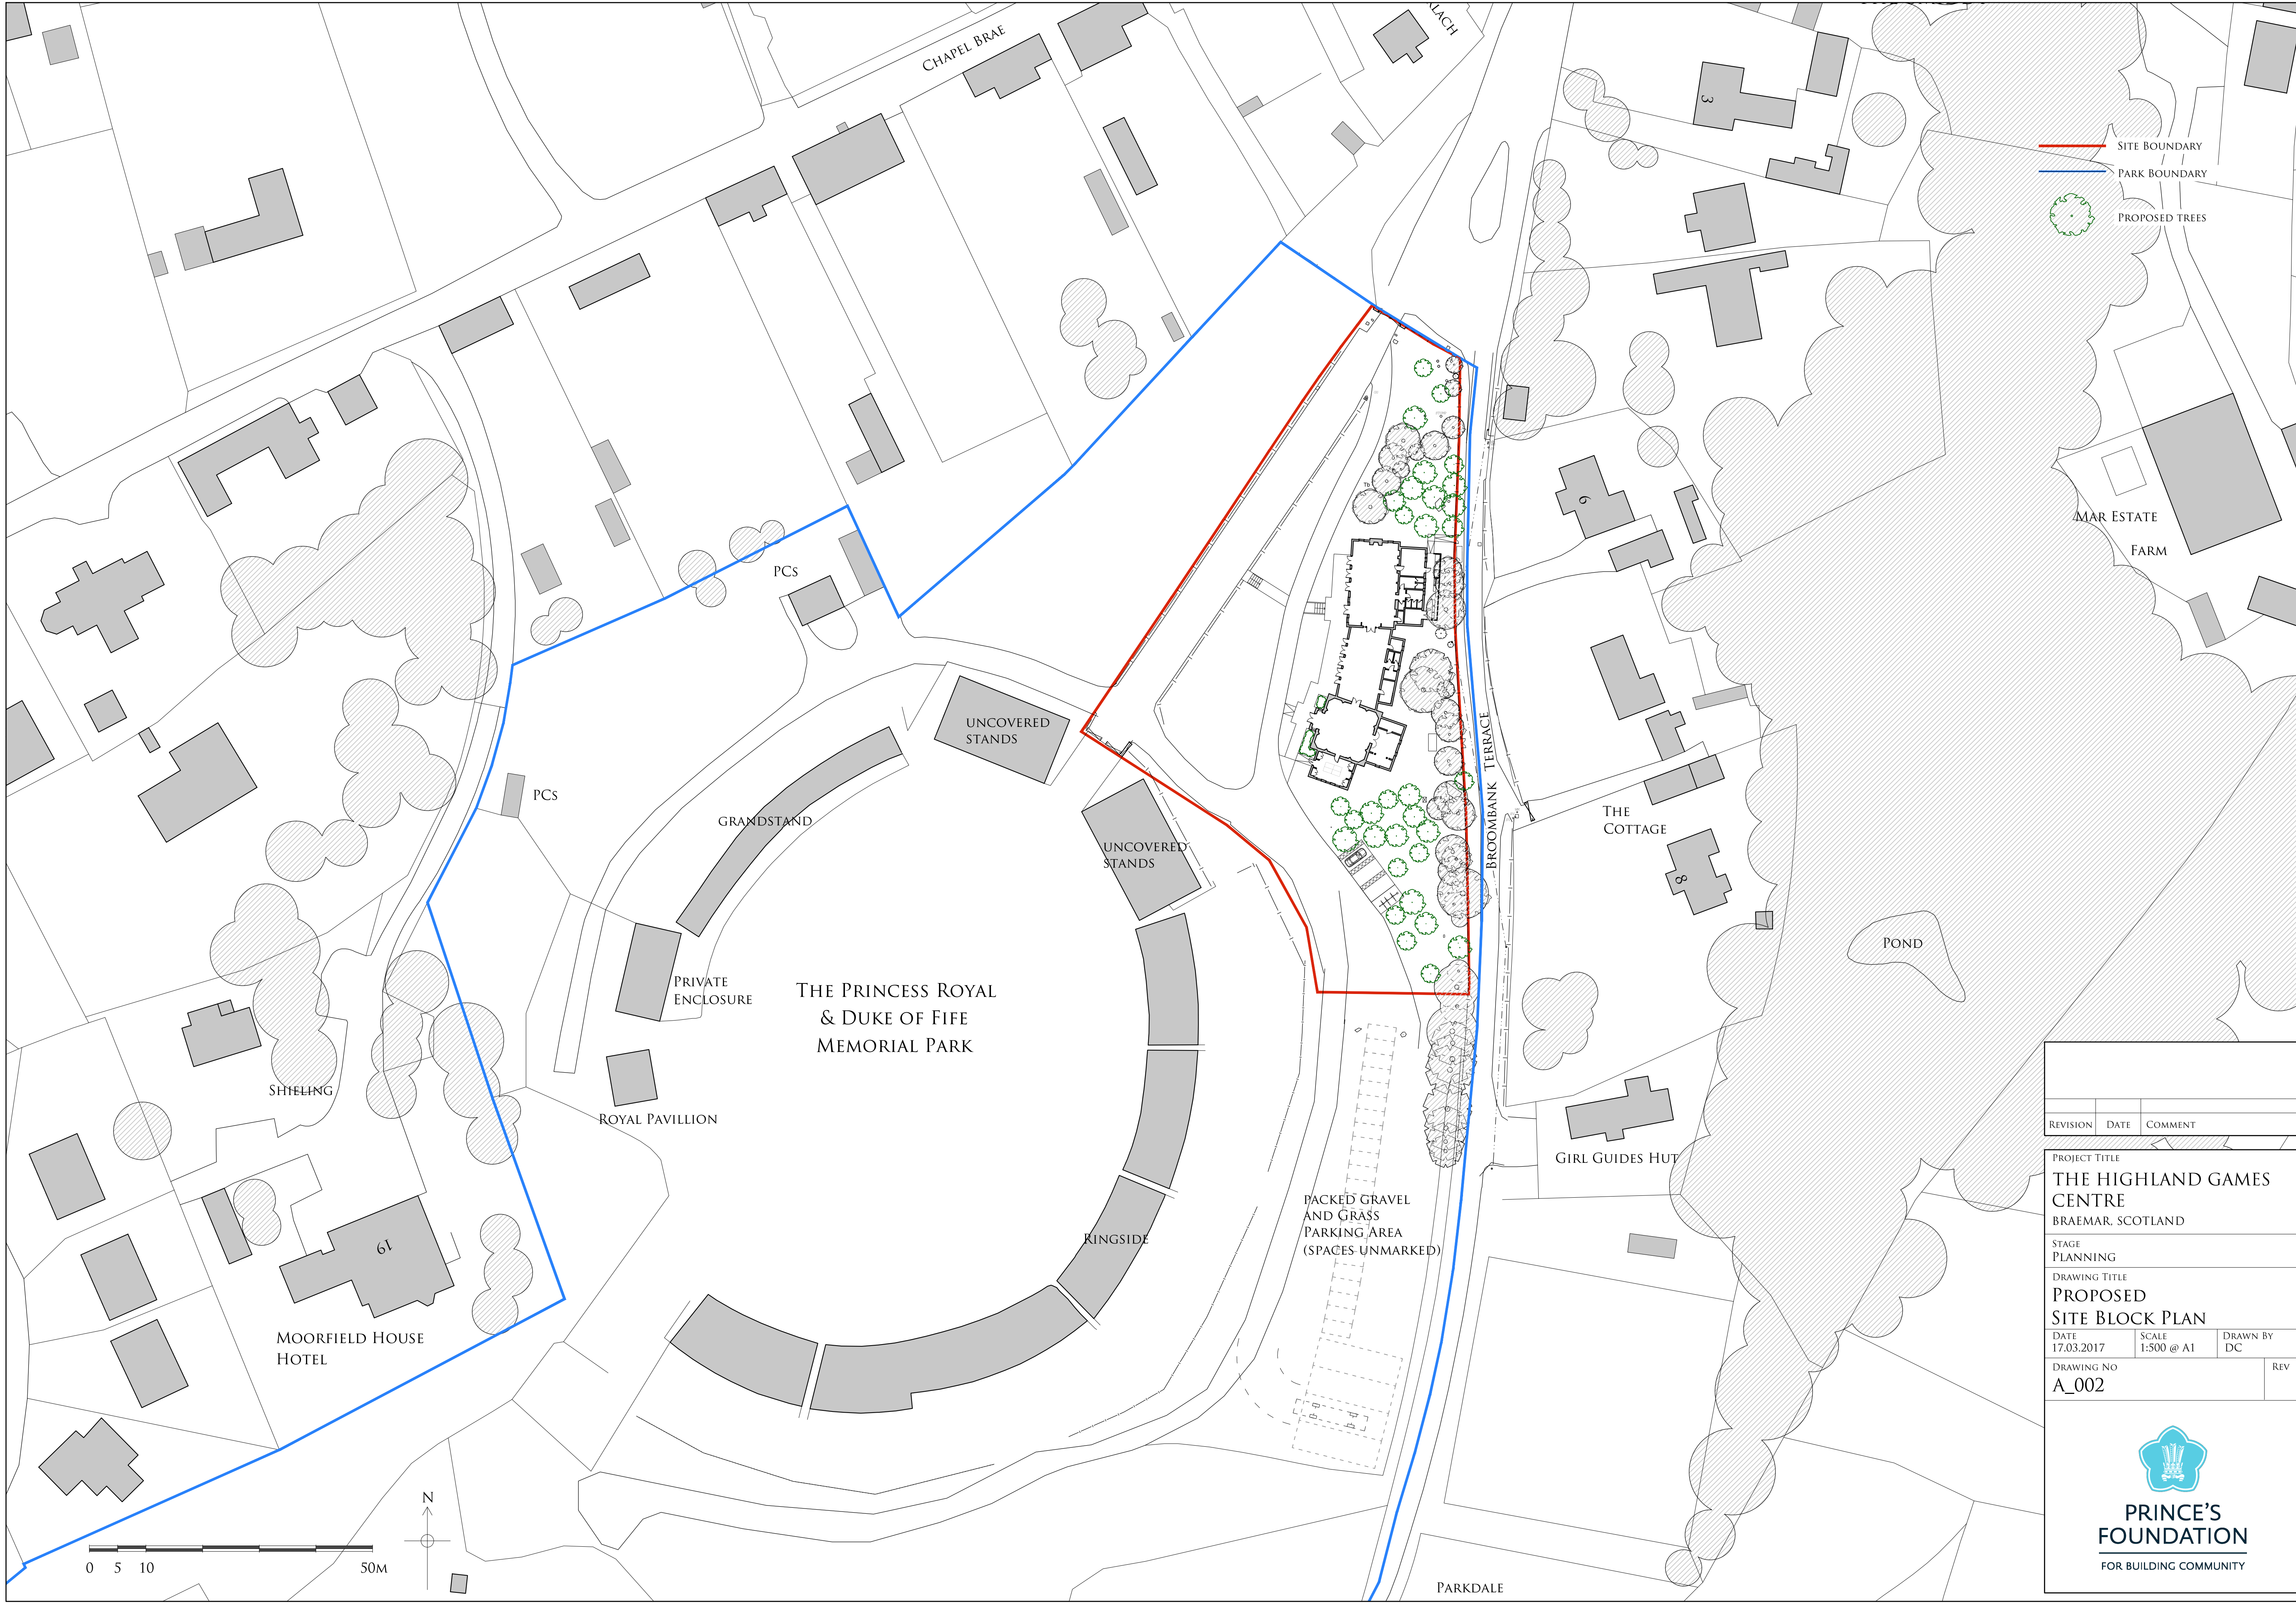 Chapel Brae
3
Site Boundary
Park Boundary
Proposed trees
6
Mar Estate
Farm
PCs
Uncovered
Stands
PCs
Grandstand
Uncovered
Stands
Broombank Terrace
The
Cottage
8
Pond
Private
Enclosure
The Princess Royal
& Duke of Fife
Memorial Park
Shieling
Royal Pavillion
Girl Guides Hut
Packed Gravel
and Grass
Parking Area
(spaces unmarked)
Ringside
19
Moorfield House
Hotel
N
0 5 10 50m
Parkdale
Revision Date Comment
Project Title
THE HIGHLAND GAMES
CENTRE
Braemar, Scotland
Stage
Planning
Drawing Title
Proposed
Site Block Plan
Date Scale Drawn By
17.03.2017 1:500 @ A1 DC
Drawing No Rev
A_002
PRINCE'S
FOUNDATION
FOR BUILDING COMMUNITY